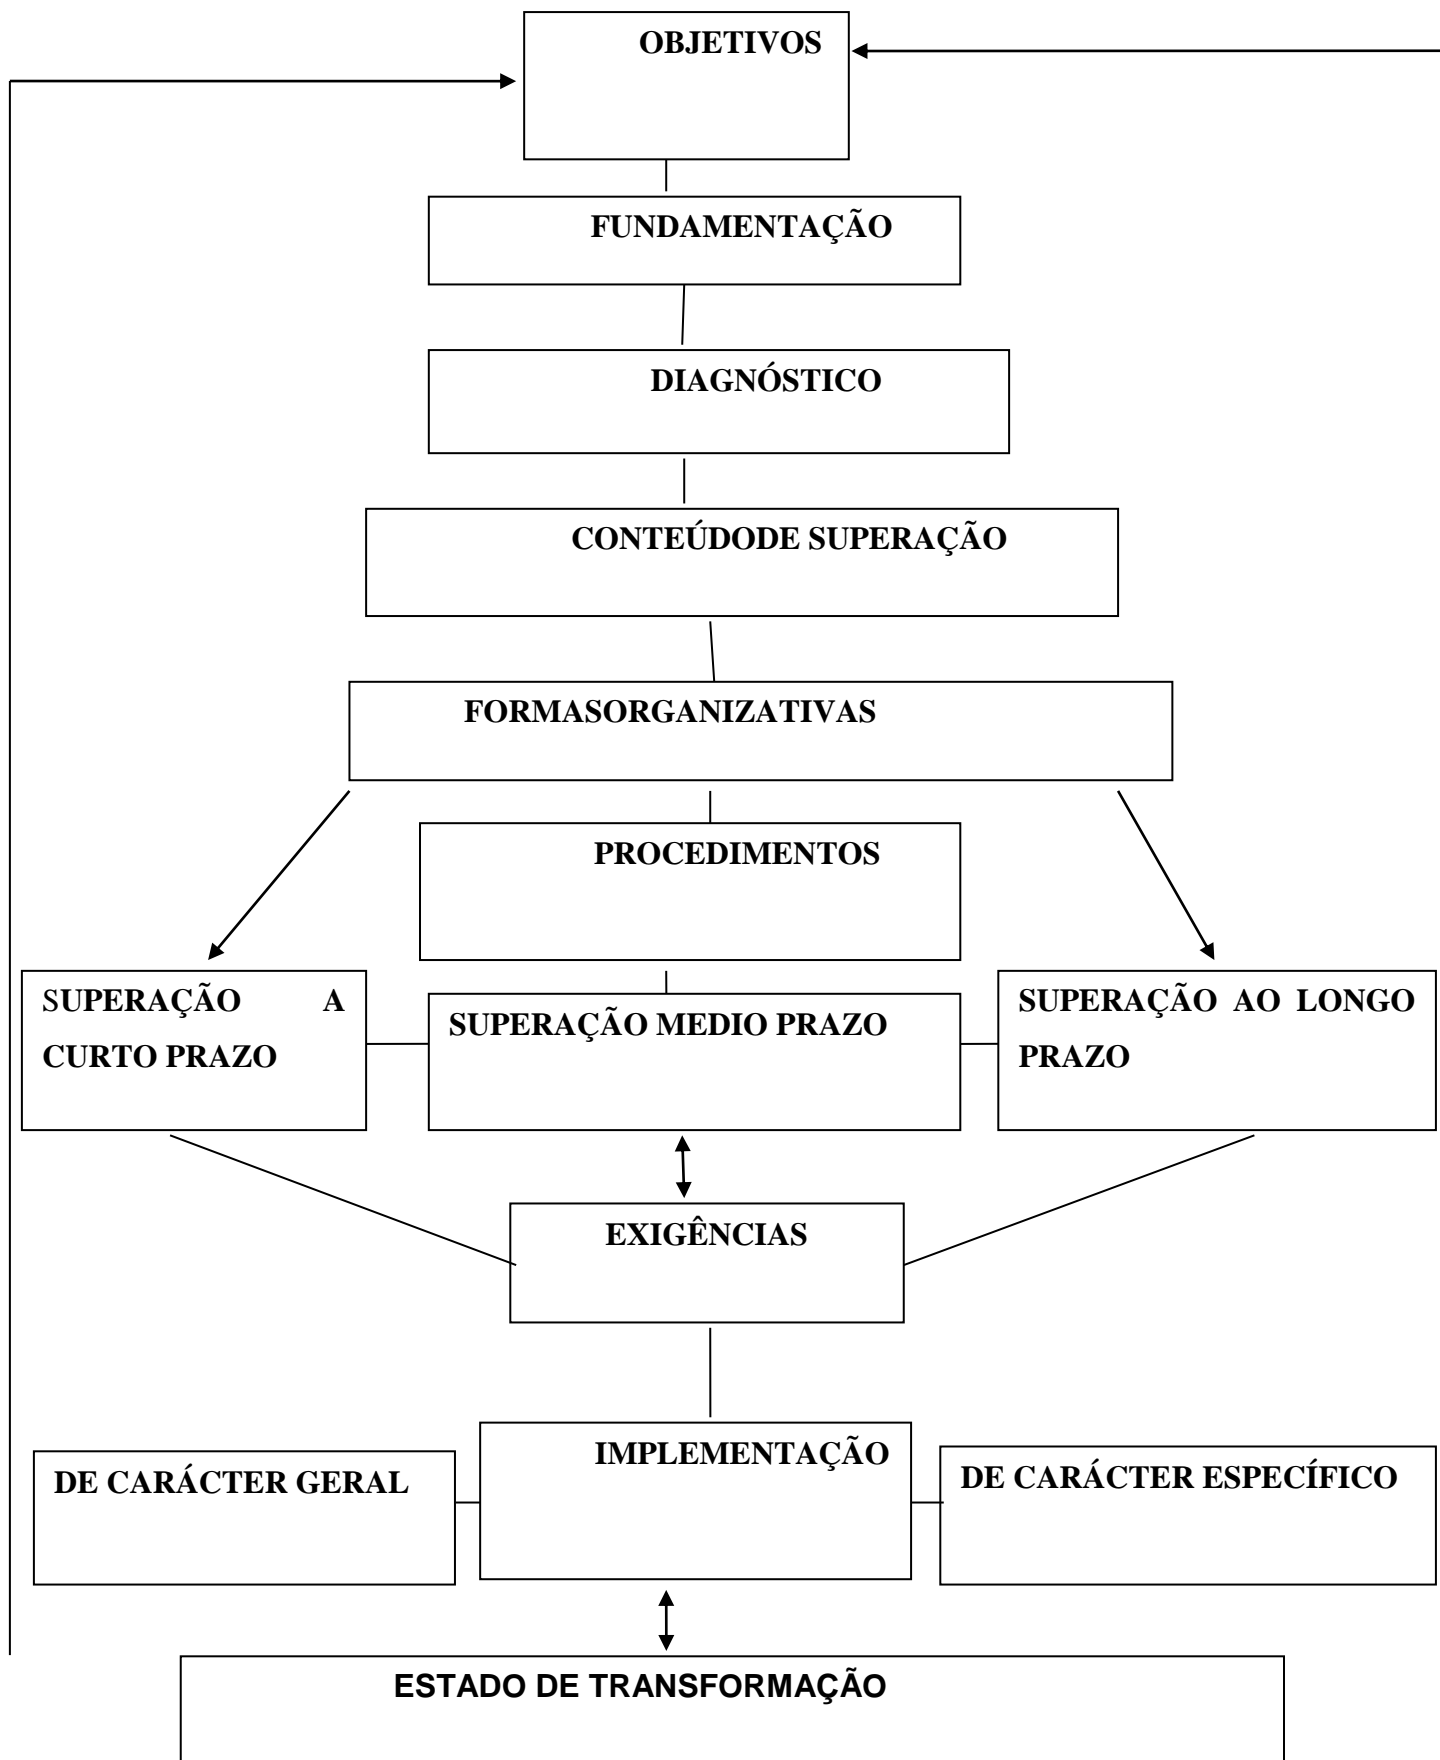 OBJETIVOS
FUNDAMENTAÇÃO
DIAGNÓSTICO
CONTEÚDODE SUPERAÇÃO
FORMASORGANIZATIVAS
PROCEDIMENTOS
SUPERAÇÃO A
CURTO PRAZO
SUPERAÇÃO MEDIO PRAZO
SUPERAÇÃO AO LONGO
PRAZO
EXIGÊNCIAS
IMPLEMENTAÇÃO
DE CARÁCTER GERAL
DE CARÁCTER ESPECÍFICO
ESTADO DE TRANSFORMAÇÃO